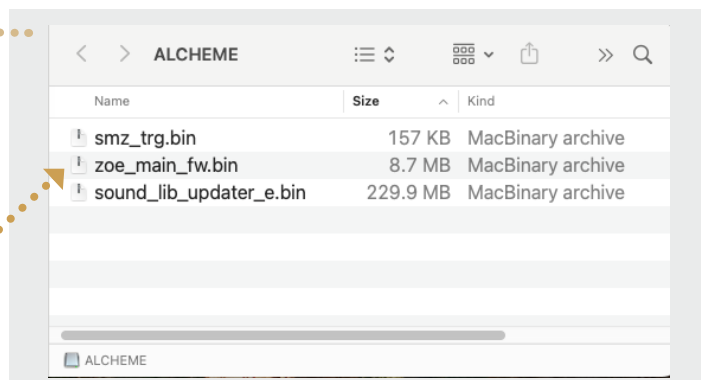 ALCHEME
Name Size Kind
smz_trg.bin 157 KB MacBinary archive
zoe_main_fw.bin 8.7 MB MacBinary archive
sound_lib_updater_e.bin 229.9 MB MacBinary archive
ALCHEME